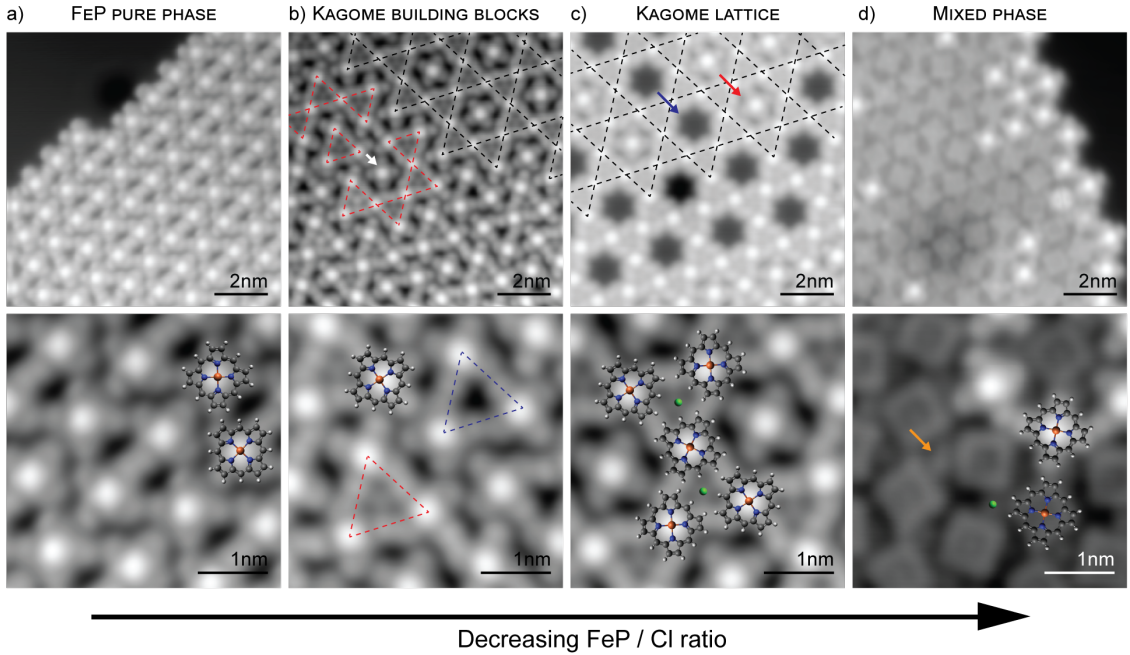 a) FEP PURE PHASE
b) KAGOME BUILDING BLOCKS
c) KAGOME LATTICE
d) MIXED PHASE
2nm
2nm
2nm
2nm
1nm
1nm
1nm
1nm
Decreasing FeP / Cl ratio